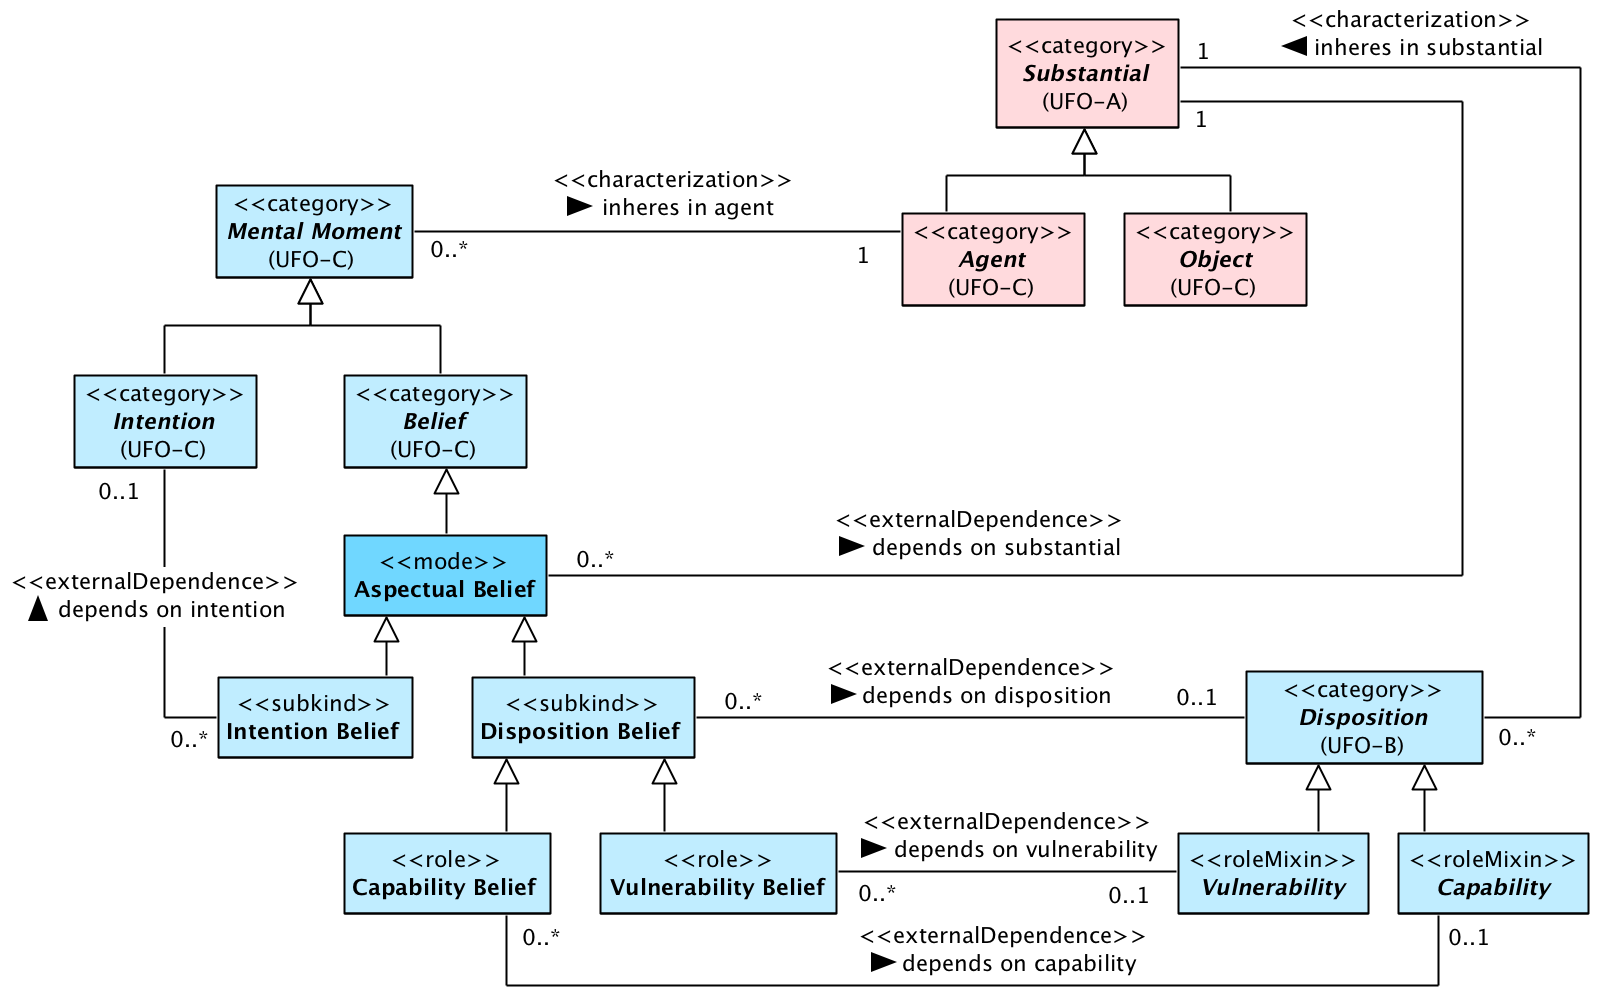 <<characterization>>
inheres in substantial
<<category>>
Substantial
(UFO-A)
1
1
<<characterization>>
inheres in agent
<<category>>
Mental Moment
(UFO-C)
0..*
1
<<category>>
Agent
(UFO-C)
<<category>>
Object
(UFO-C)
<<category>>
Intention
(UFO-C)
<<category>>
Belief
(UFO-C)
0..1
<<externalDependence>>
depends on substantial
<<mode>>
Aspectual Belief
0..*
<<externalDependence>>
depends on intention
<<subkind>>
Intention Belief
0..*
<<subkind>>
Disposition Belief
0..*
<<externalDependence>>
depends on disposition
0..1
<<category>>
Disposition
(UFO-B)
0..*
<<role>>
Capability Belief
<<role>>
Vulnerability Belief
<<externalDependence>>
depends on vulnerability
0..*
0..1
<<roleMixin>>
Vulnerability
<<roleMixin>>
Capability
0..*
<<externalDependence>>
depends on capability
0..1